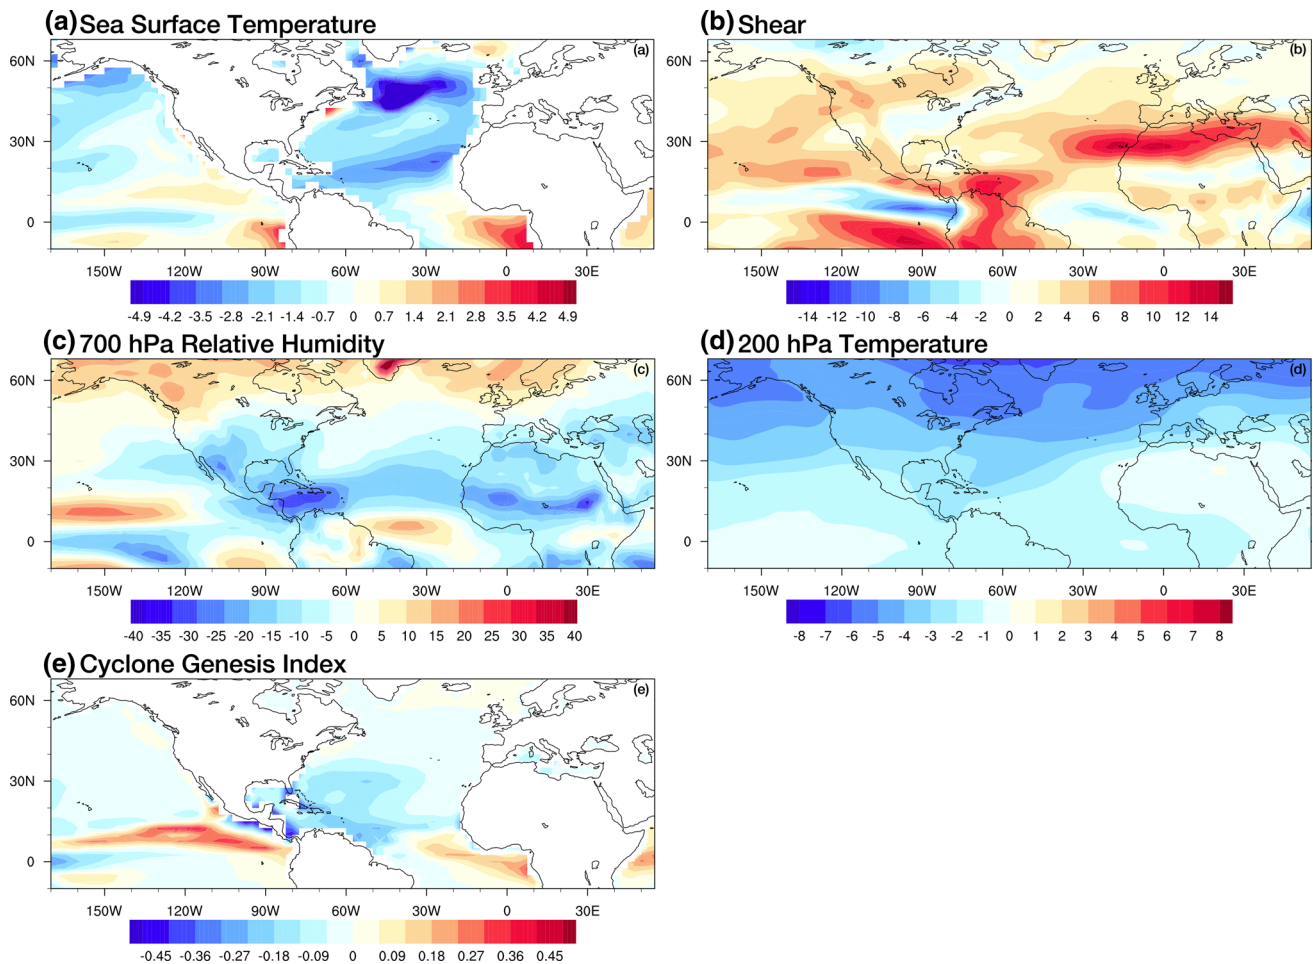 (a) Sea Surface Temperature
(b) Shear
60N
30N
0
(a)
150W 120W 90W 60W 30W 0 30E
-4.9 -4.2 -3.5 -2.8 -2.1 -1.4 -0.7 0 0.7 1.4 2.1 2.8 3.5 4.2 4.9
60N
30N
0
(b)
150W 120W 90W 60W 30W 0 30E
-14 -12 -10 -8 -6 -4 -2 0 2 4 6 8 10 12 14
(c) 700 hPa Relative Humidity
(d) 200 hPa Temperature
60N
30N
0
(c)
150W 120W 90W 60W 30W 0 30E
-40 -35 -30 -25 -20 -15 -10 -5 0 5 10 15 20 25 30 35 40
60N
30N
0
(d)
150W 120W 90W 60W 30W 0 30E
-8 -7 -6 -5 -4 -3 -2 -1 0 1 2 3 4 5 6 7 8
(e) Cyclone Genesis Index
60N
30N
0
(e)
150W 120W 90W 60W 30W 0 30E
-0.45 -0.36 -0.27 -0.18 -0.09 0 0.09 0.18 0.27 0.36 0.45